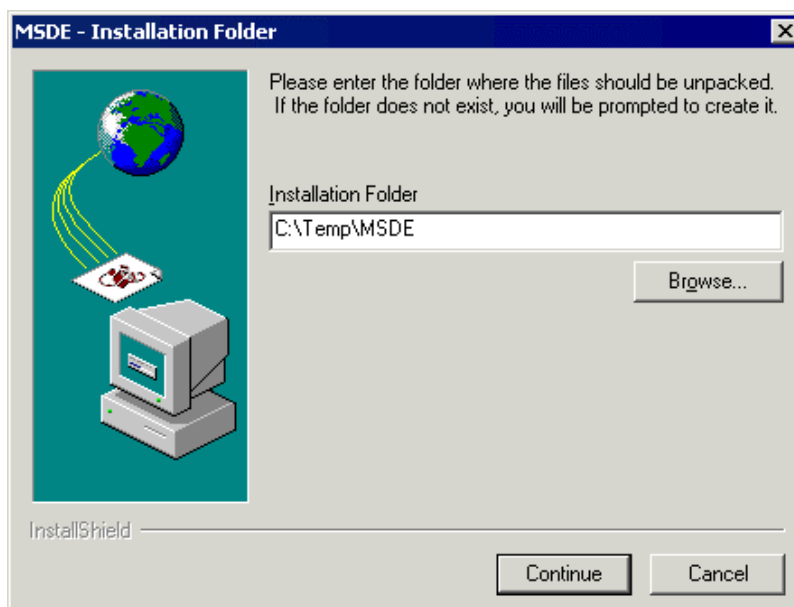 MSDE - Installation Folder
Please enter the folder where the files should be unpacked.
If the folder does not exist, you will be prompted to create it.
Installation Folder
C:\Temp\MSDE
Browse...
InstallShield
Continue
Cancel